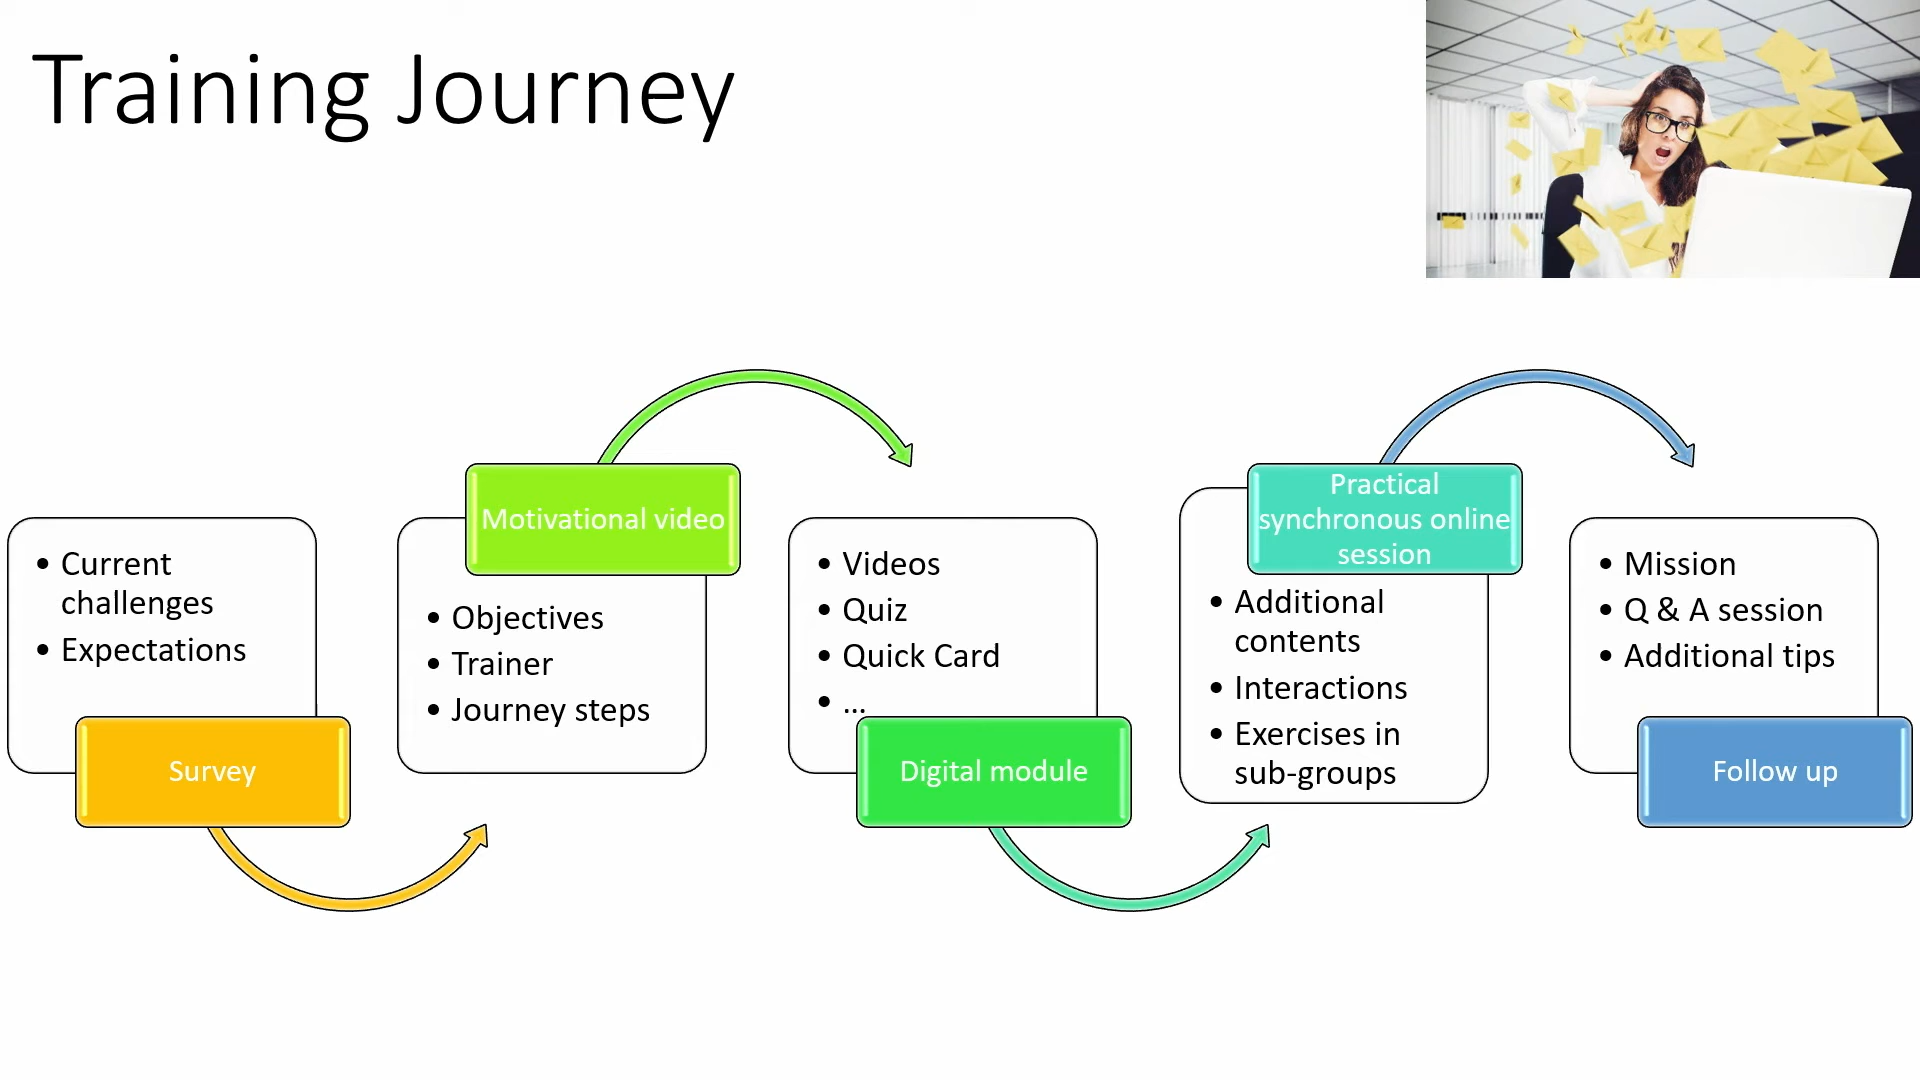 Training Journey
• Current
challenges
• Expectations
Survey
Motivational video
• Objectives
• Trainer
• Journey steps
• Videos
• Quiz
• Quick Card
• ...
Digital module
Practical
synchronous online
session
• Additional
contents
• Interactions
• Exercises in
sub-groups
• Mission
• Q & A session
• Additional tips
Follow up